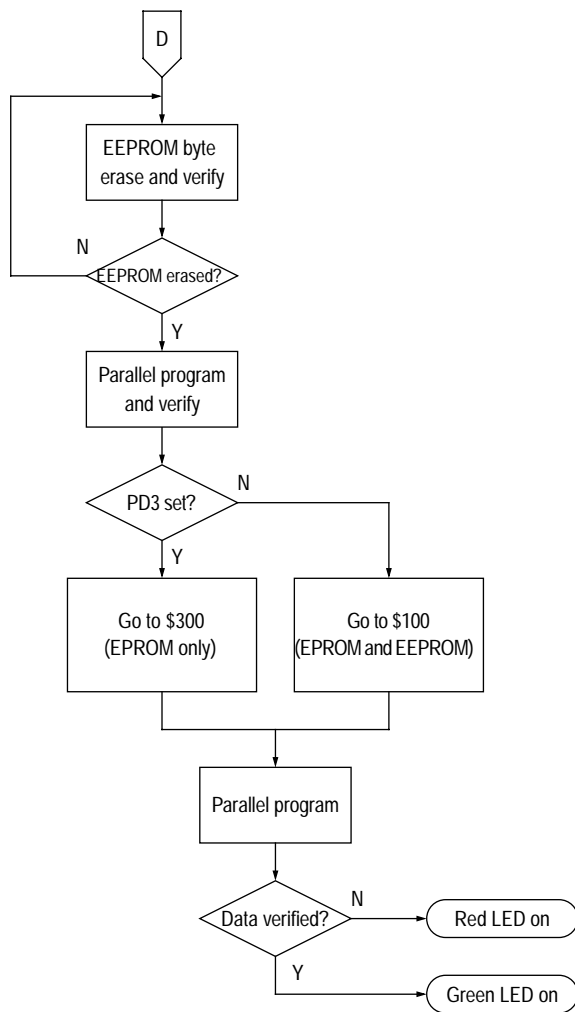 D
EEPROM byte
erase and verify
N
EEPROM erased?
Y
Parallel program
and verify
N
PD3 set?
Y
Go to $300
(EPROM only)
Go to $100
(EPROM and EEPROM)
Parallel program
Data verified?
N
Red LED on
Y
Green LED on